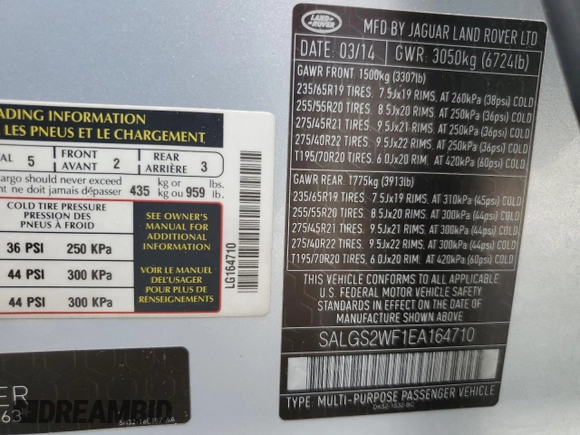 ADING INFORMATION
LES PNEUS ET LE CHARGEMENT
AL 5
FRONT
AVANT 2
REAR
ARRIÈRE 3
argo should never exceed
nt ne doit jamais dépasser 435 kg or kg ou 959 lbs. lb.
COLD TIRE PRESSURE
PRESSION DES
PNEUS À FROID
36 PSI 250 KPa
44 PSI 300 KPa
44 PSI 300 KPa
SEE OWNER'S
MANUAL FOR
ADDITIONAL
INFORMATION
VOIR LE MANUEL
DEL'USAGER
POUR PLUS DE
RENSEIGNEMENTS
LG164710
ER
63
DREAMBID
LAND
ROVER
MFD BY JAGUAR LAND ROVER LTD
DATE: 03/14 GWR: 3050kg (6724lb)
GAWR FRONT 1500kg (3307lb)
235/65R19 TIRES. 7.5Jx19 RIMS, AT 260kPa (38psi) COLD
255/55R20 TIRES. 8.5Jx20 RIMS, AT 250kPa (36psi) COLD
275/45R21 TIRES. 9.5Jx21 RIMS, AT 250kPa (36psi) COLD
275/40R22 TIRES. 9.5Jx22 RIMS, AT 250kPa (36psi) COLD
T195/70R20 TIRES. 6.0Jx20 RIM, AT 420kPa (60psi) COLD
GAWR REAR. 1775kg (3913lb)
235/65R19 TIRES. 7.5Jx19 RIMS, AT 310kPa (45psi) COLD
255/55R20 TIRES. 8.5Jx20 RIMS, AT 300kPa (44psi) COLD
275/45R21 TIRES. 9.5Jx21 RIMS, AT 300kPa (44psi) COLD
275/40R22 TIRES. 9.5Jx22 RIMS, AT 300kPa (44psi) COLD
T195/70R20 TIRES. 6.0Jx20 RIM, AT 420kPa (60psi) COLD
THIS VEHICLE CONFORMS TO ALL APPLICABLE
U.S. FEDERAL MOTOR VEHICLE SAFETY
STANDARDS IN EFFECT ON THE DATE OF
MANUFACTURE SHOWN ABOVE.
SALGS2WF1EA164710
TYPE: MULTI-PURPOSE PASSENGER VEHICLE